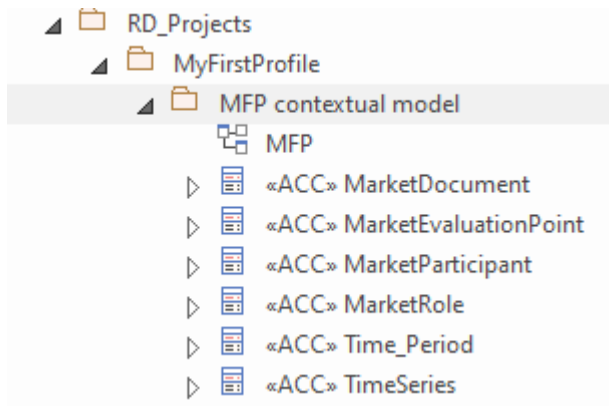 RD_Projects
MyFirstProfile
MFP contextual model
MFP
«ACC» MarketDocument
«ACC» MarketEvaluationPoint
«ACC» MarketParticipant
«ACC» MarketRole
«ACC» Time_Period
«ACC» TimeSeries